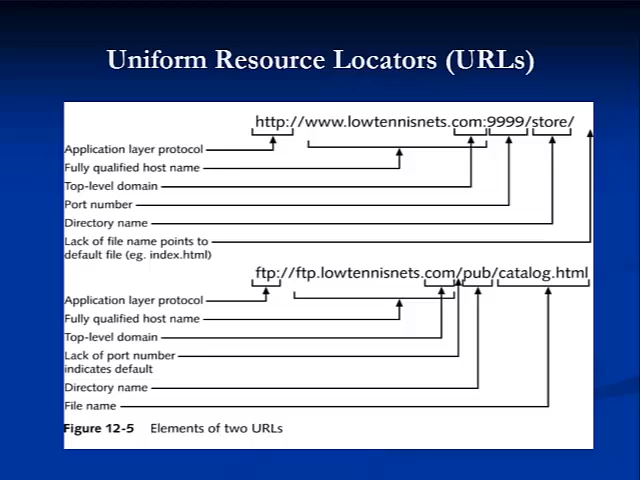 Uniform Resource Locators (URLs)
http://www.lowtennisnets.com:9999/store/
Application layer protocol
Fully qualified host name
Top-level domain
Port number
Directory name
Lack of file name points to
default file (eg. index.html)
ftp://ftp.lowtennisnets.com/pub/catalog.html
Application layer protocol
Fully qualified host name
Top-level domain
Lack of port number
indicates default
Directory name
File name
Figure 12-5 Elements of two URLs